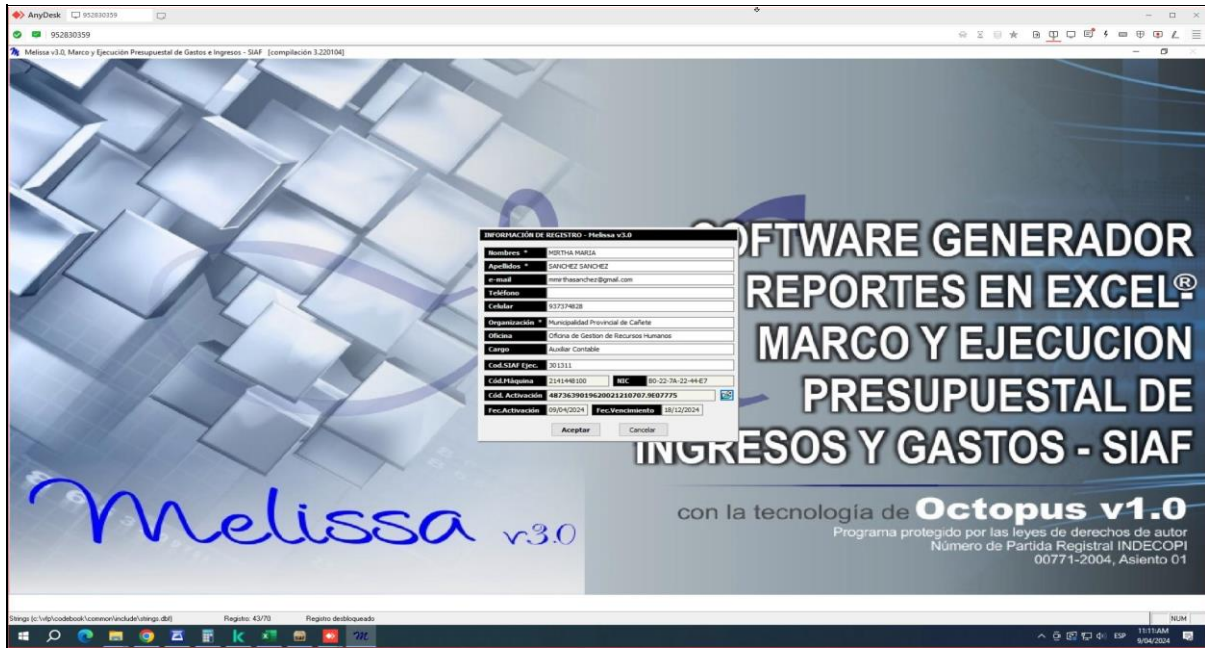 AnyDesk 952830359
952830359
Melissa v3.0, Marco y Ejecución Presupuestal de Gastos e Ingresos - SIAF [compilación 3.220104]
SOFTWARE GENERADOR
REPORTES EN EXCEL®
MARCO Y EJECUCION
PRESUPUESTAL DE
INGRESOS Y GASTOS - SIAF
INFORMACIÓN DE REGISTRO - Melissa v3.0
Nombres * MIRTHA MARIA
Apellidos * SANCHEZ SANCHEZ
e-mail mmirthasanchez@gmail.com
Teléfono
Celular 937374828
Organización * Municipalidad Provincial de Cañete
Oficina Oficina de Gestion de Recursos Humanos
Cargo Auxiliar Contable
Cod.SIAF Ejec. 301311
Cód.Máquina 2141448100 NIC 80-22-7A-22-44-E7
Cód. Activación 4873639019620021210707.9E07775
Fec.Activación 09/04/2024 Fec.Vencimiento 18/12/2024
Aceptar Cancelar
Melissa v3.0
con la tecnología de Octopus v1.0
Programa protegido por las leyes de derechos de autor
Número de Partida Registral INDECOPI
00771-2004, Asiento 01
Strings (c:\vfp\codebook\common\include\strings.dbf) Registro: 43/70 Registro desbloqueado NUM
ESP 11:11 AM
9/04/2024